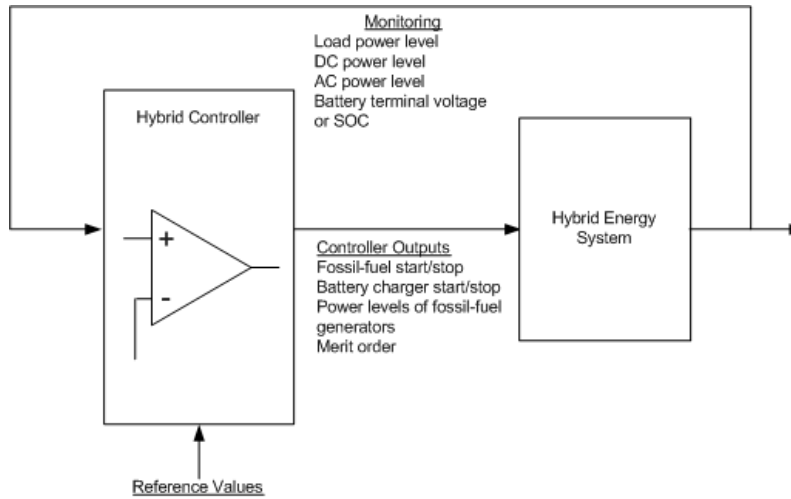 Monitoring
Load power level
DC power level
AC power level
Battery terminal voltage
or SOC
Hybrid Controller
+
-
Hybrid Energy
System
Controller Outputs
Fossil-fuel start/stop
Battery charger start/stop
Power levels of fossil-fuel
generators
Merit order
Reference Values